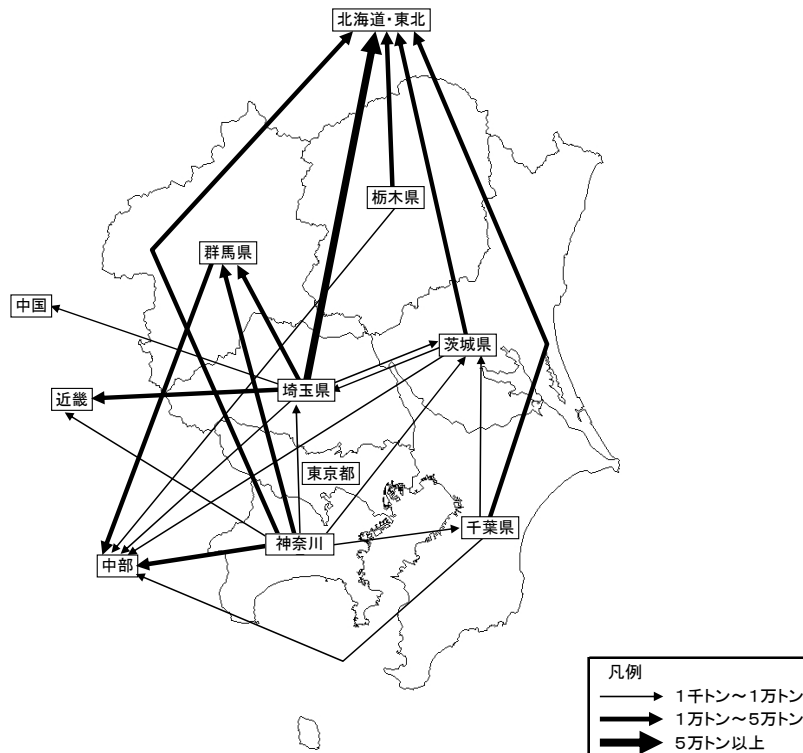 北海道・東北
栃木県
群馬県
中国
茨城県
埼玉県
近畿
東京都
千葉県
神奈川
中部
凡例
1千トン～1万トン
1万トン～5万トン
5万トン以上